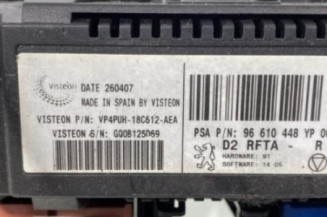 VISTEON
DATE 260407
MADE IN SPAIN BY VISTEON
VISTEON P/N: VP4PUH-18C612-AEA
VISTEON S/N: GQOB125069
PSA P/N: 96 610 448 YP
D2 RFTA - R
HARDWARE:
SOFTWARE: